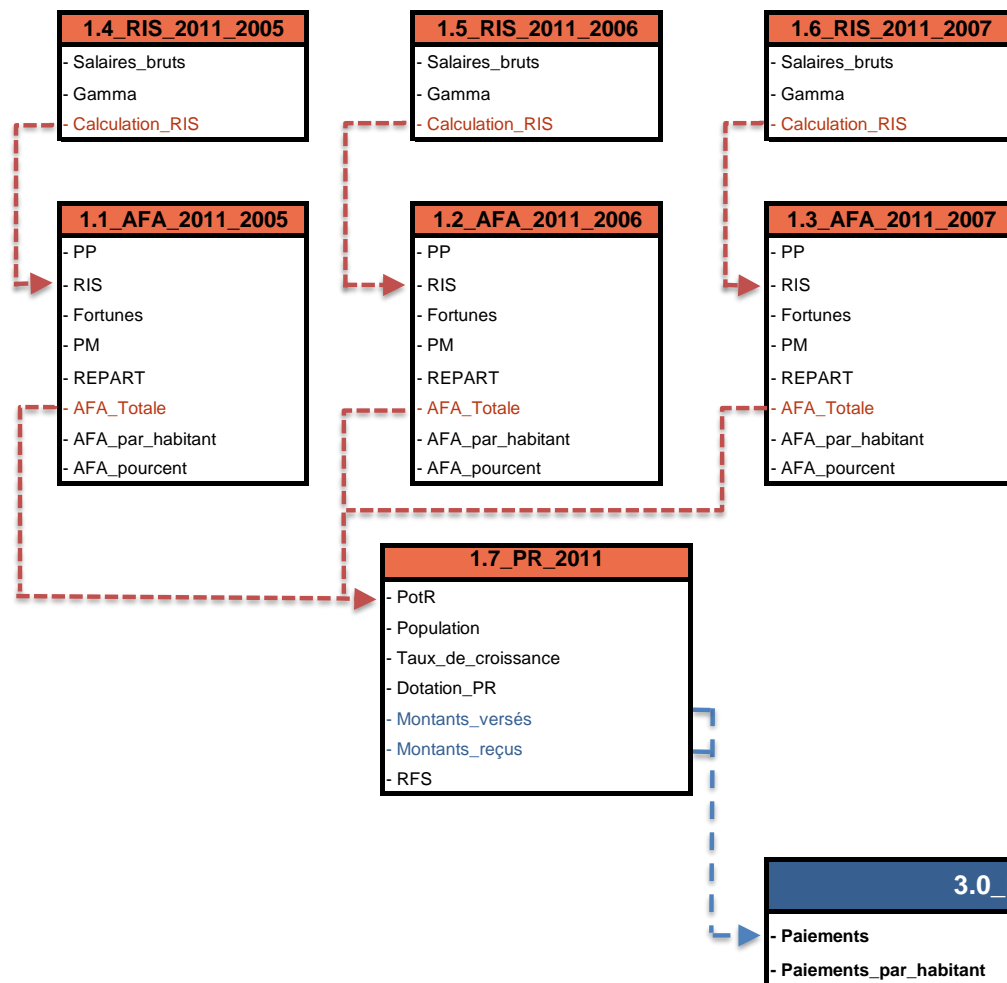 1.4_RIS_2011_2005
- Salaires_bruts
- Gamma
- Calculation_RIS
1.5_RIS_2011_2006
- Salaires_bruts
- Gamma
- Calculation_RIS
1.6_RIS_2011_2007
- Salaires_bruts
- Gamma
- Calculation_RIS
1.1_AFA_2011_2005
- PP
- RIS
- Fortunes
- PM
- REPART
- AFA_Totale
- AFA_par_habitant
- AFA_pourcent
1.2_AFA_2011_2006
- PP
- RIS
- Fortunes
- PM
- REPART
- AFA_Totale
- AFA_par_habitant
- AFA_pourcent
1.3_AFA_2011_2007
- PP
- RIS
- Fortunes
- PM
- REPART
- AFA_Totale
- AFA_par_habitant
- AFA_pourcent
1.7_PR_2011
- PotR
- Population
- Taux_de_croissance
- Dotation_PR
- Montants_versés
- Montants_reçus
- RFS
3.0_
- Paiements
- Paiements_par_habitant